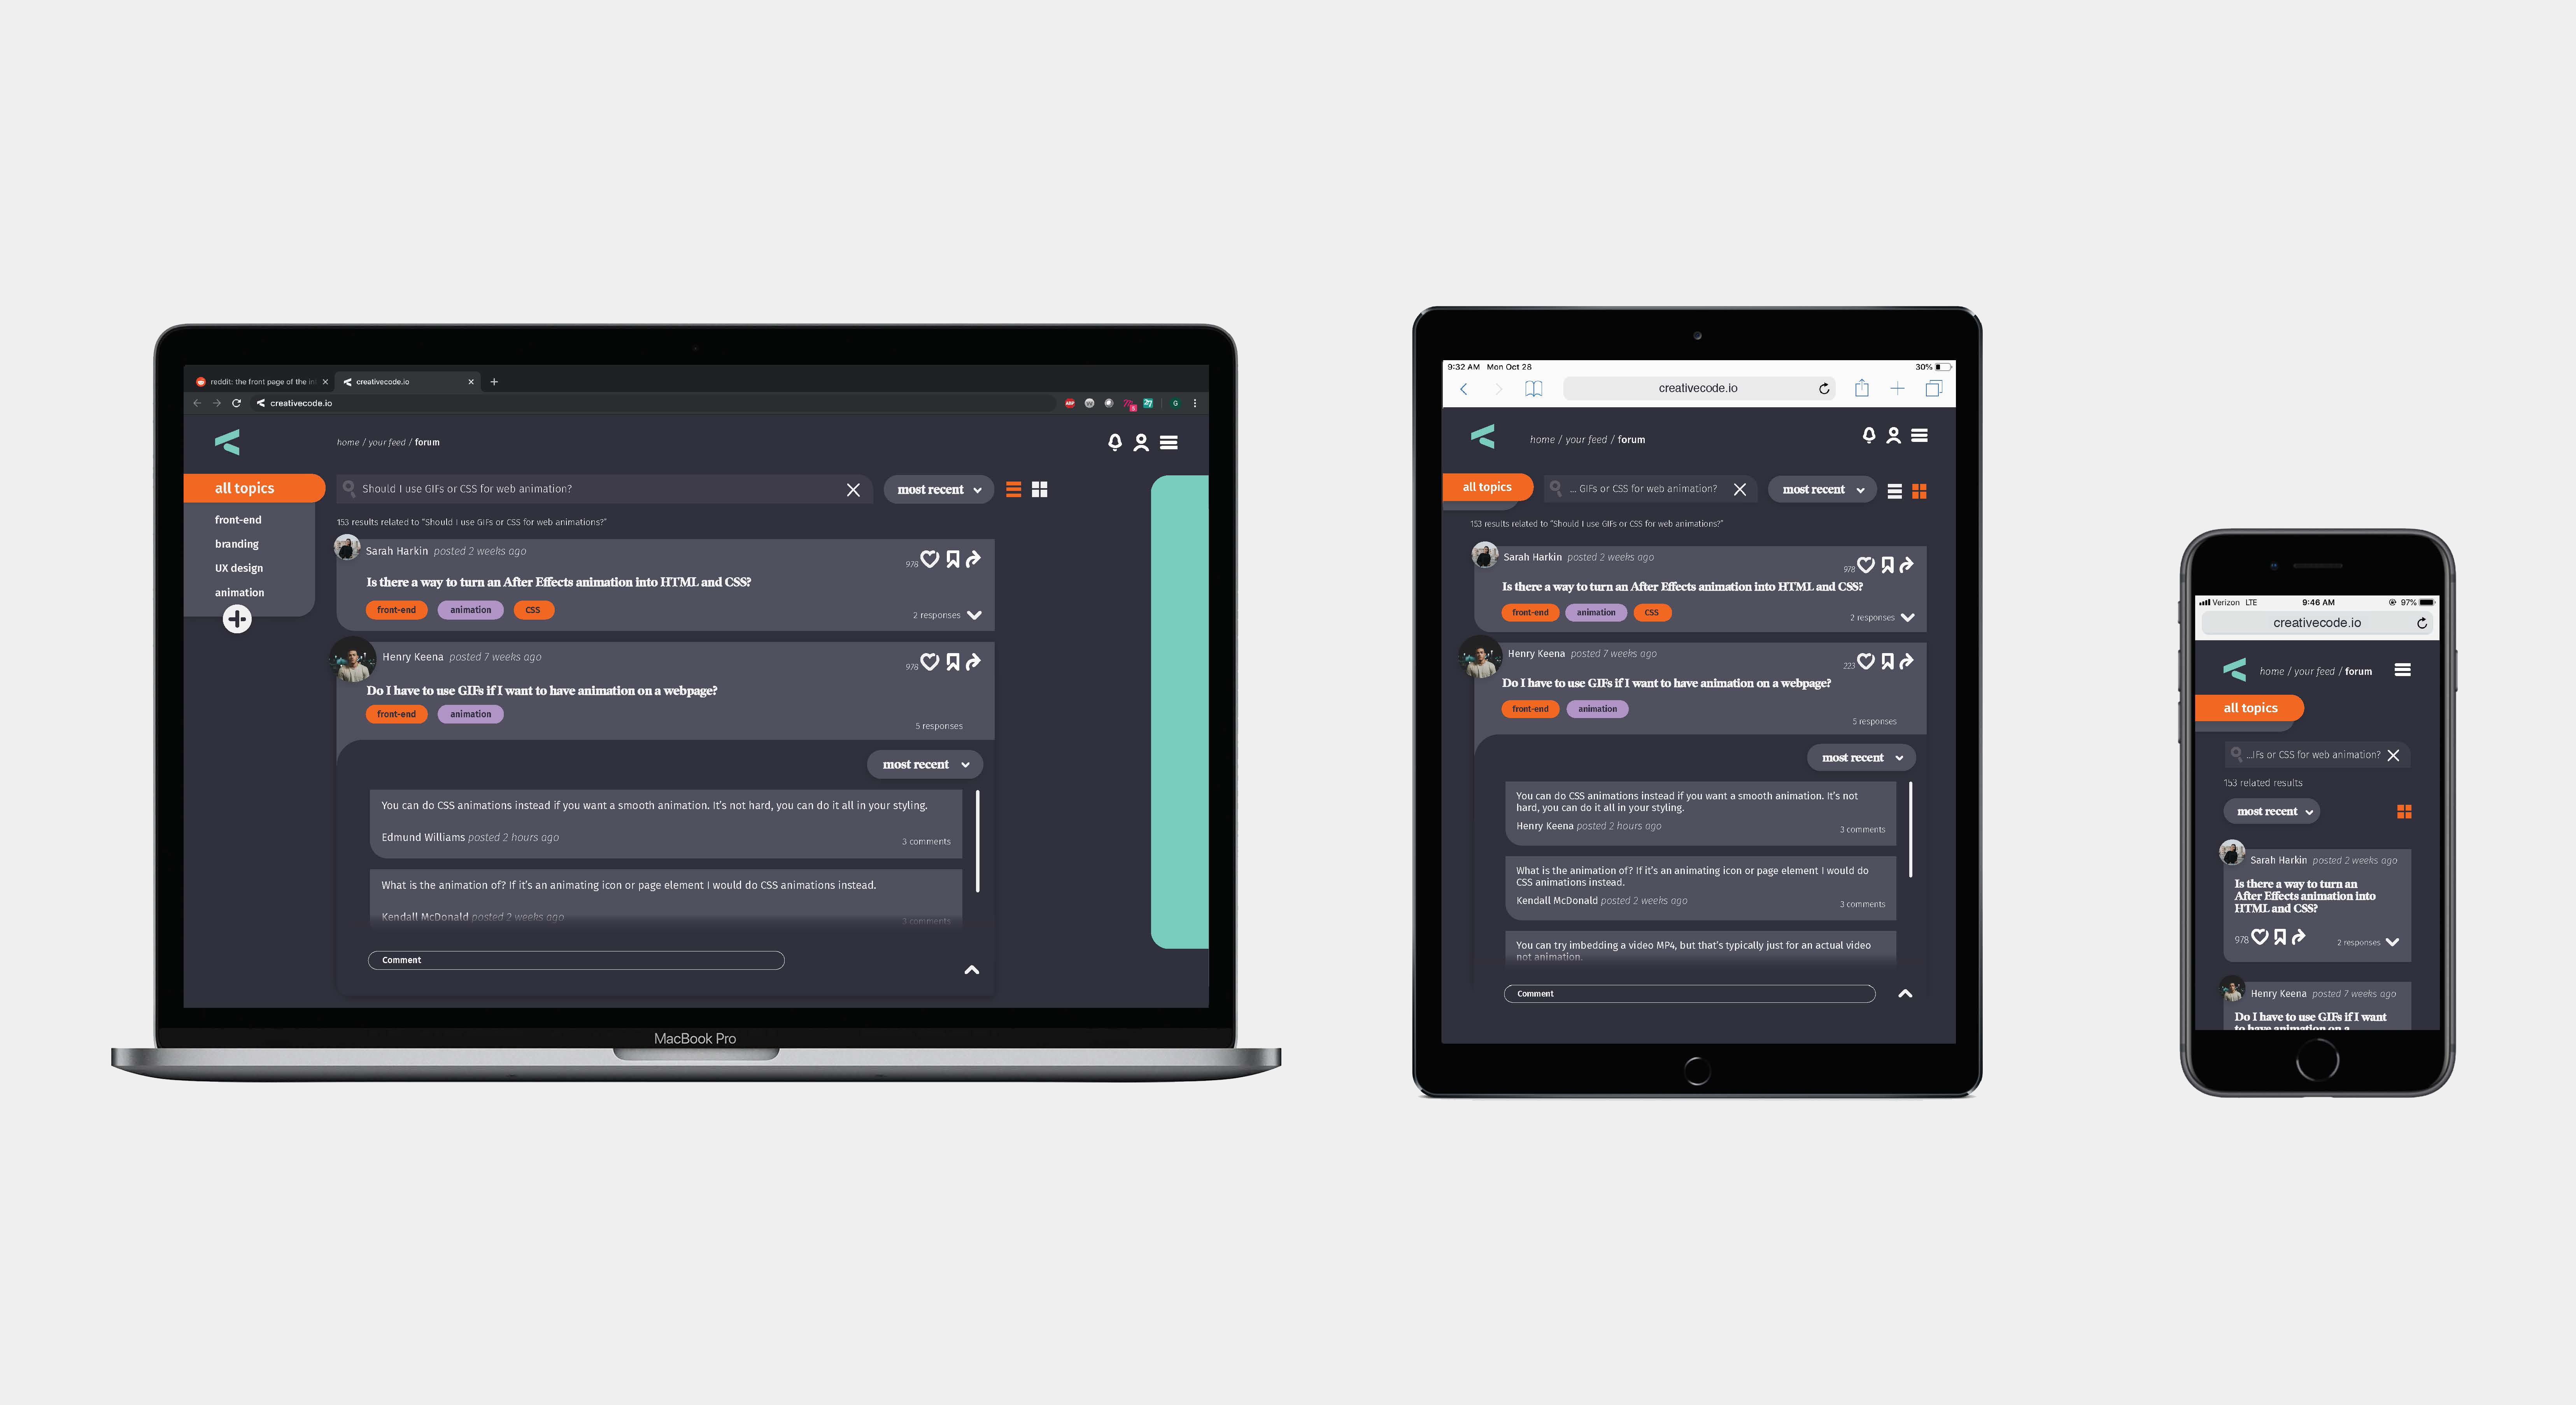 reddit: the front page of the in
creativecode.io
creativecode.io
ABP
G
home / your feed / forum
all topics
Should I use GIFs or CSS for web animation?
most recent
front-end
branding
UX design
animation
153 results related to “Should I use GIFs or CSS for web animations?”
Sarah Harkin posted 2 weeks ago
978
Is there a way to turn an After Effects animation into HTML and CSS?
front-end animation CSS
2 responses
Henry Keena posted 7 weeks ago
978
Do I have to use GIFs if I want to have animation on a webpage?
front-end animation
5 responses
most recent
You can do CSS animations instead if you want a smooth animation. It’s not hard, you can do it all in your styling.
Edmund Williams posted 2 hours ago
3 comments
What is the animation of? If it’s an animating icon or page element I would do CSS animations instead.
Kendall McDonald posted 2 weeks ago
3 comments
Comment
MacBook Pro
9:32 AM Mon Oct 28
30%
creativecode.io
home / your feed / forum
all topics
... GIFs or CSS for web animation?
most recent
153 results related to “Should I use GIFs or CSS for web animations?”
Sarah Harkin posted 2 weeks ago
978
Is there a way to turn an After Effects animation into HTML and CSS?
front-end animation CSS
2 responses
Henry Keena posted 7 weeks ago
223
Do I have to use GIFs if I want to have animation on a webpage?
front-end animation
5 responses
most recent
You can do CSS animations instead if you want a smooth animation. It’s not
hard, you can do it all in your styling.
Henry Keena posted 2 hours ago
3 comments
What is the animation of? If it’s an animating icon or page element I would do
CSS animations instead.
Kendall McDonald posted 2 weeks ago
3 comments
You can try imbedding a video MP4, but that’s typically just for an actual video
not animation.
Comment
Verizon LTE
9:46 AM
97%
creativecode.io
home / your feed / forum
all topics
...IFs or CSS for web animation?
153 related results
most recent
Sarah Harkin posted 2 weeks ago
Is there a way to turn an
After Effects animation into
HTML and CSS?
978
2 responses
Henry Keena posted 7 weeks ago
Do I have to use GIFs if I want
to have animation on a